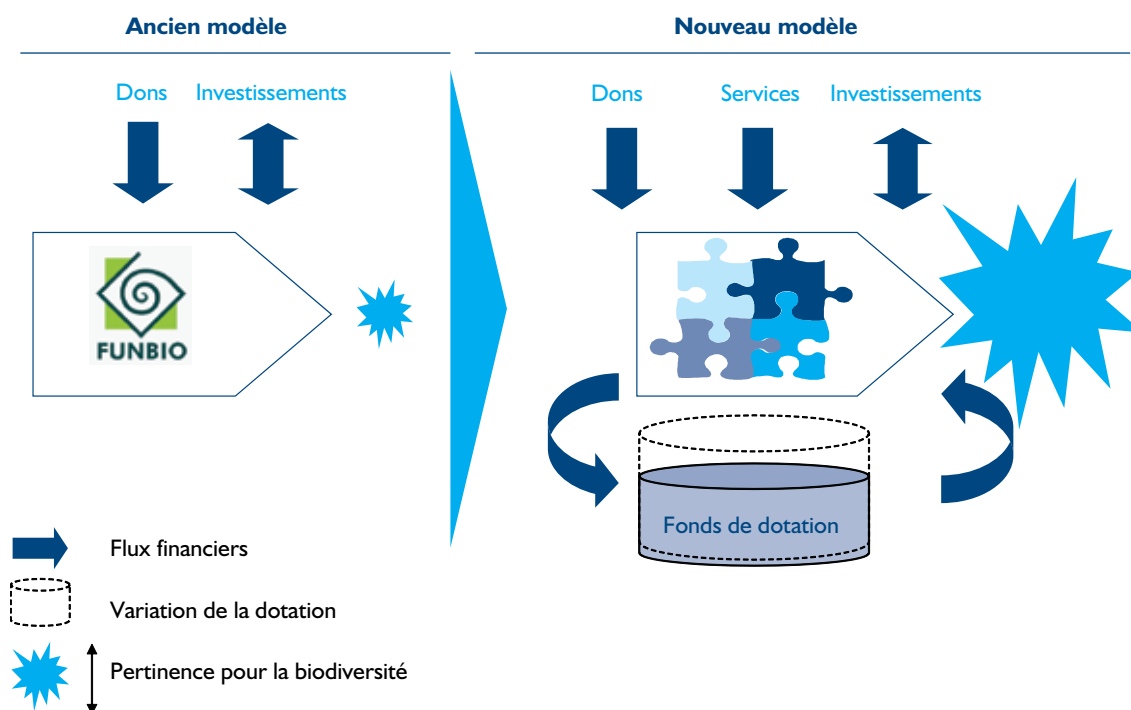 Ancien modèle
Nouveau modèle
Dons Investissements
Dons Services Investissements
FUNBIO
Fonds de dotation
Flux financiers
Variation de la dotation
Pertinence pour la biodiversité